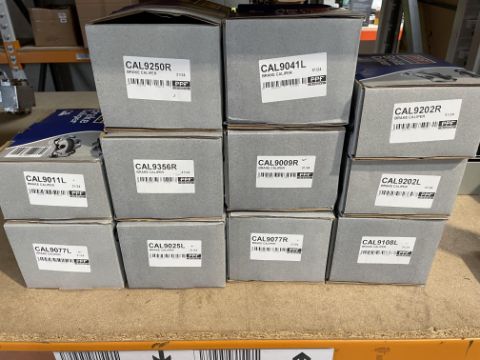 CAL9250R
BRAKE CALIPER
CAL9041L
BRAKE CALIPER
CAL9202R
BRAKE CALIPER
CAL9011L
BRAKE CALIPER
CAL9356R
BRAKE CALIPER
CAL9009R
BRAKE CALIPER
CAL9202L
BRAKE CALIPER
CAL9077L
BRAKE CALIPER
CAL9025L
BRAKE CALIPER
CAL9077R
BRAKE CALIPER
CAL9108L
BRAKE CALIPER